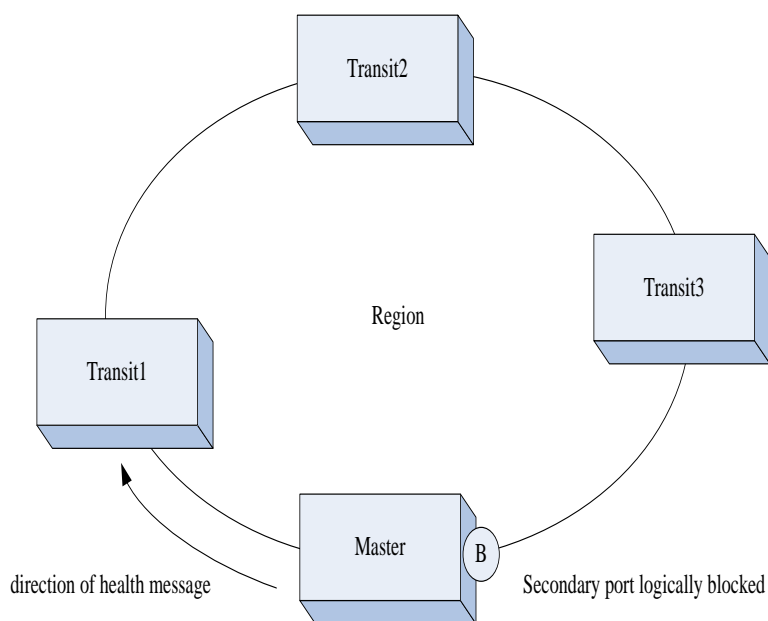 Transit2
Transit3
Region
Transit1
Master
B
direction of health message
Secondary port logically blocked